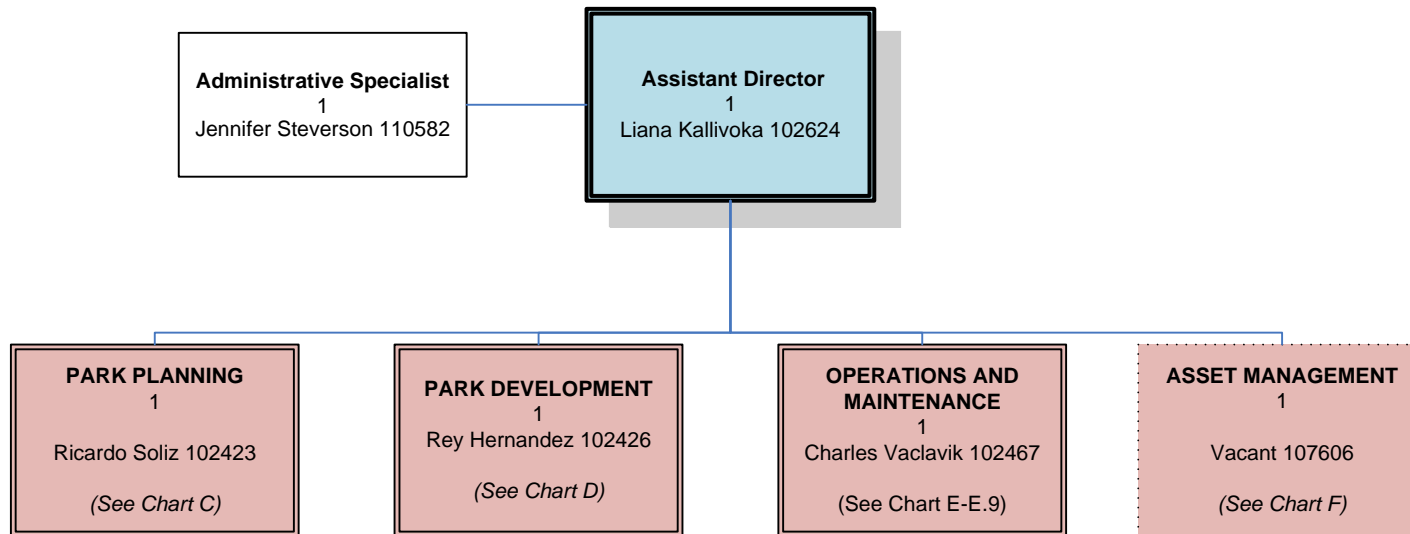 Administrative Specialist
1
Jennifer Steverson 110582
Assistant Director
1
Liana Kallivoka 102624
PARK PLANNING
1
Ricardo Soliz 102423
(See Chart C)
PARK DEVELOPMENT
1
Rey Hernandez 102426
(See Chart D)
OPERATIONS AND
MAINTENANCE
1
Charles Vaclavik 102467
(See Chart E-E.9)
ASSET MANAGEMENT
1
Vacant 107606
(See Chart F)